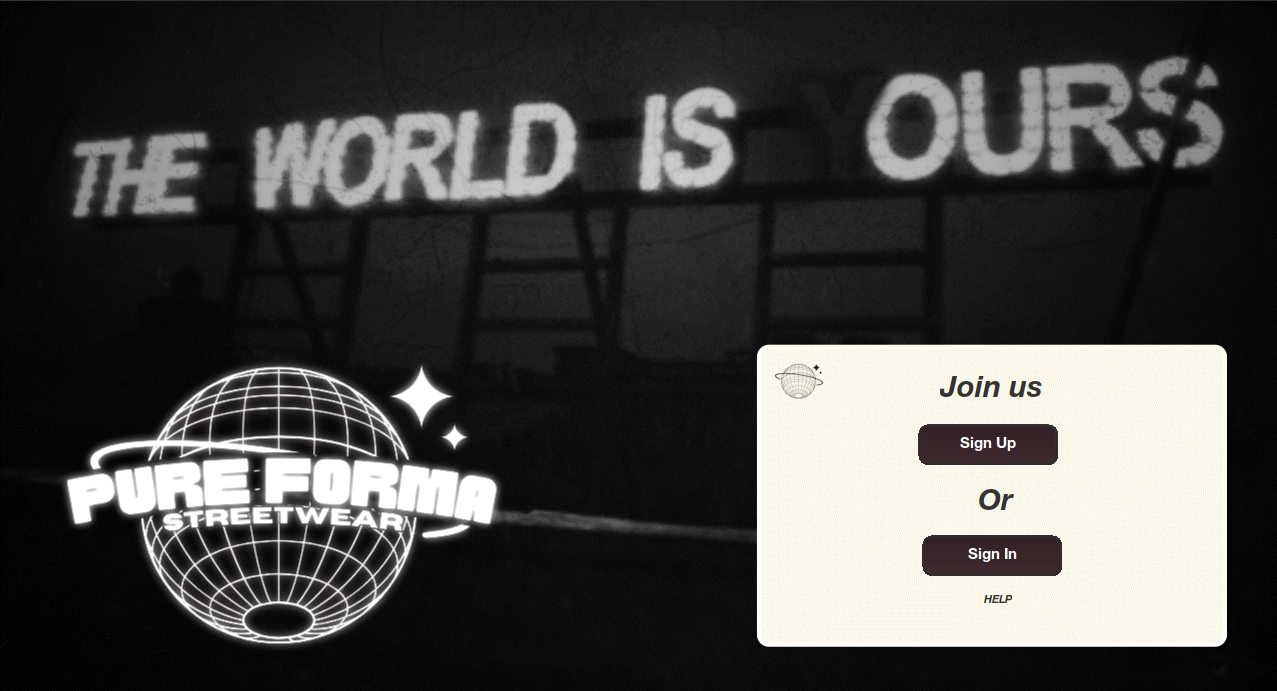 THE WORLD IS OURS
PURE FORMA
STREETWEAR
Join us
Sign Up
Or
Sign In
HELP